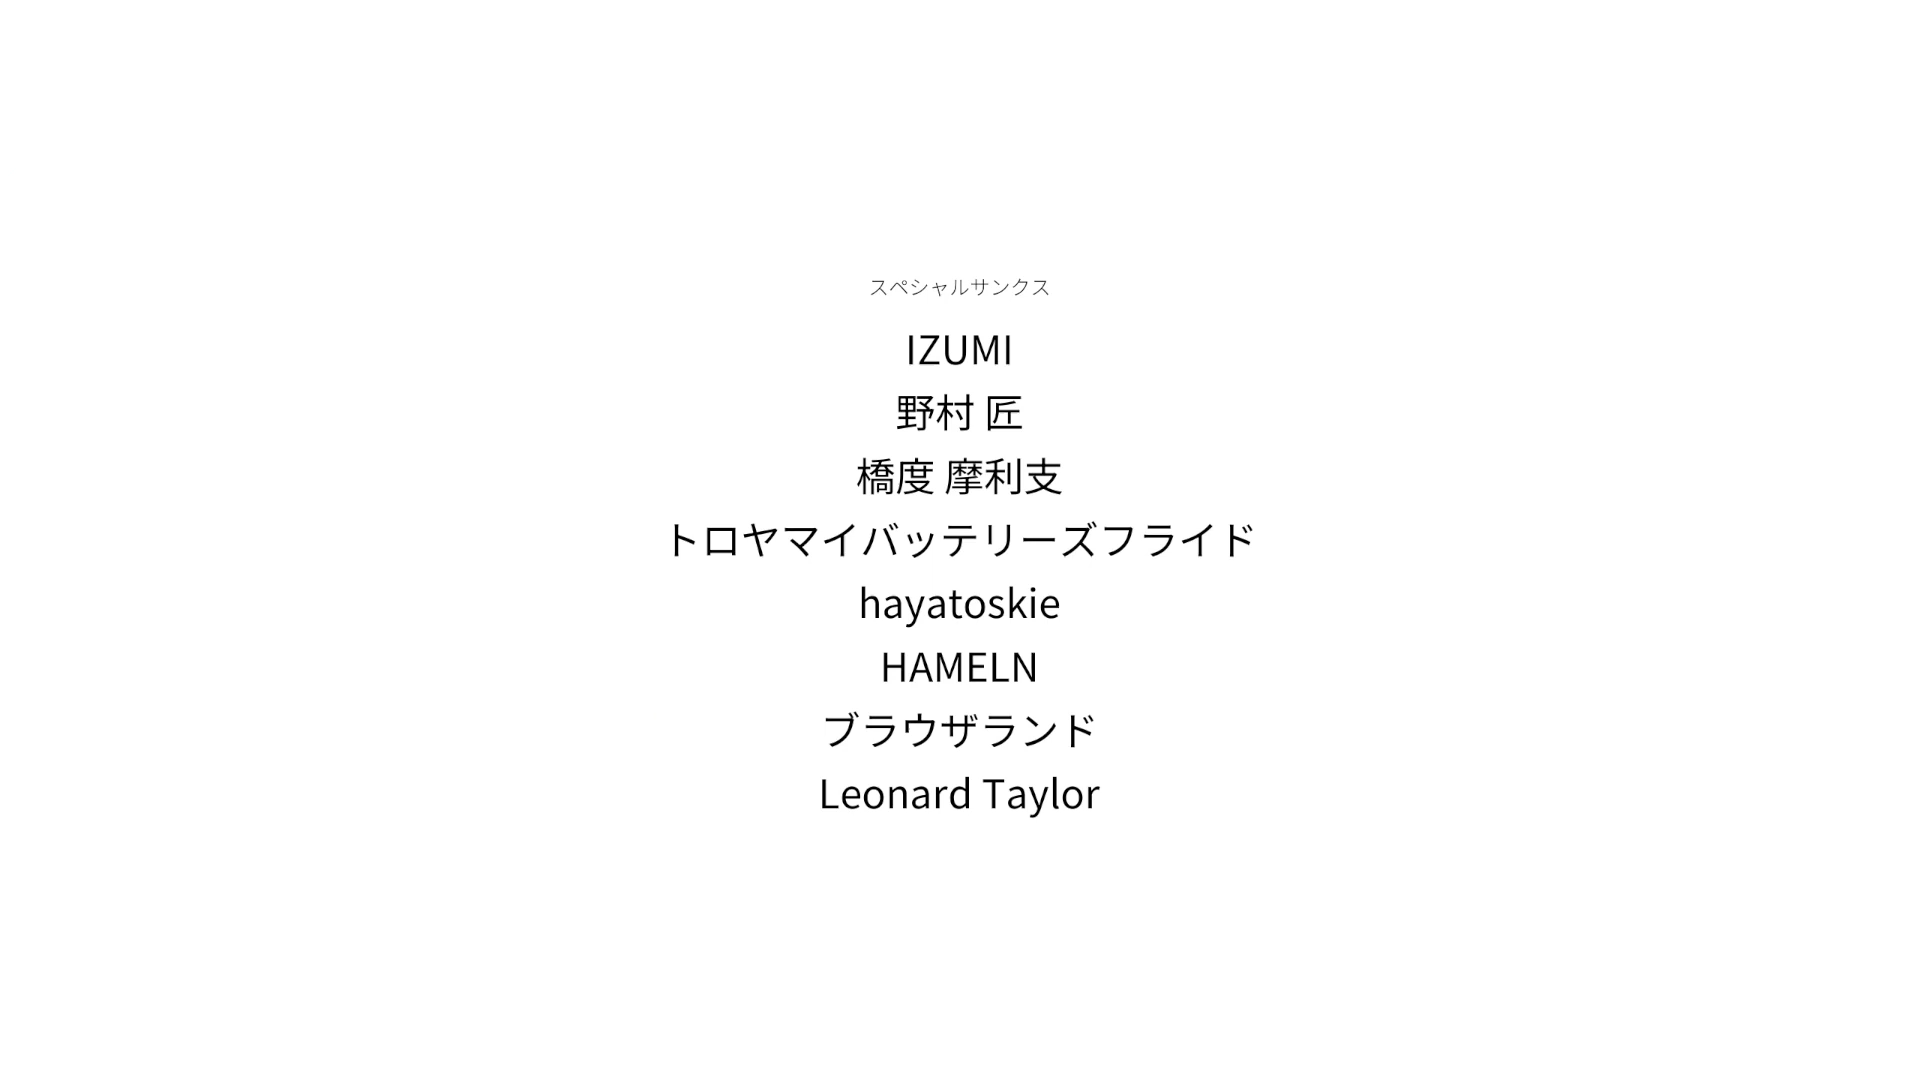 スペシャルサンクス
IZUMI
野村 匠
橋度 摩利支
トロヤマイバッテリーズフライド
hayatoskie
HAMELN
ブラウザランド
Leonard Taylor